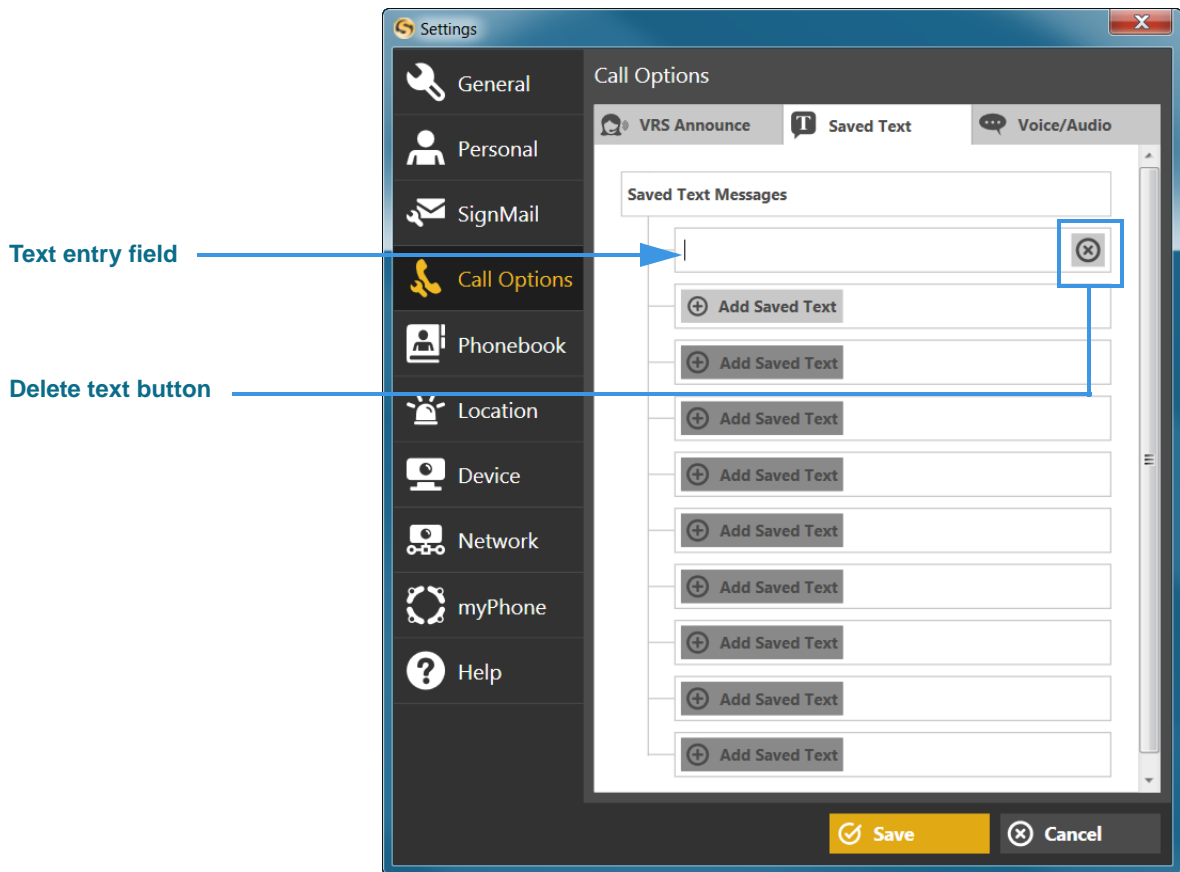 Settings
General
Personal
SignMail
Call Options
Phonebook
Location
Device
Network
myPhone
Help
Call Options
VRS Announce
T Saved Text
Voice/Audio
Saved Text Messages
Add Saved Text
Add Saved Text
Add Saved Text
Add Saved Text
Add Saved Text
Add Saved Text
Add Saved Text
Add Saved Text
Add Saved Text
Save
Cancel
Text entry field
Delete text button